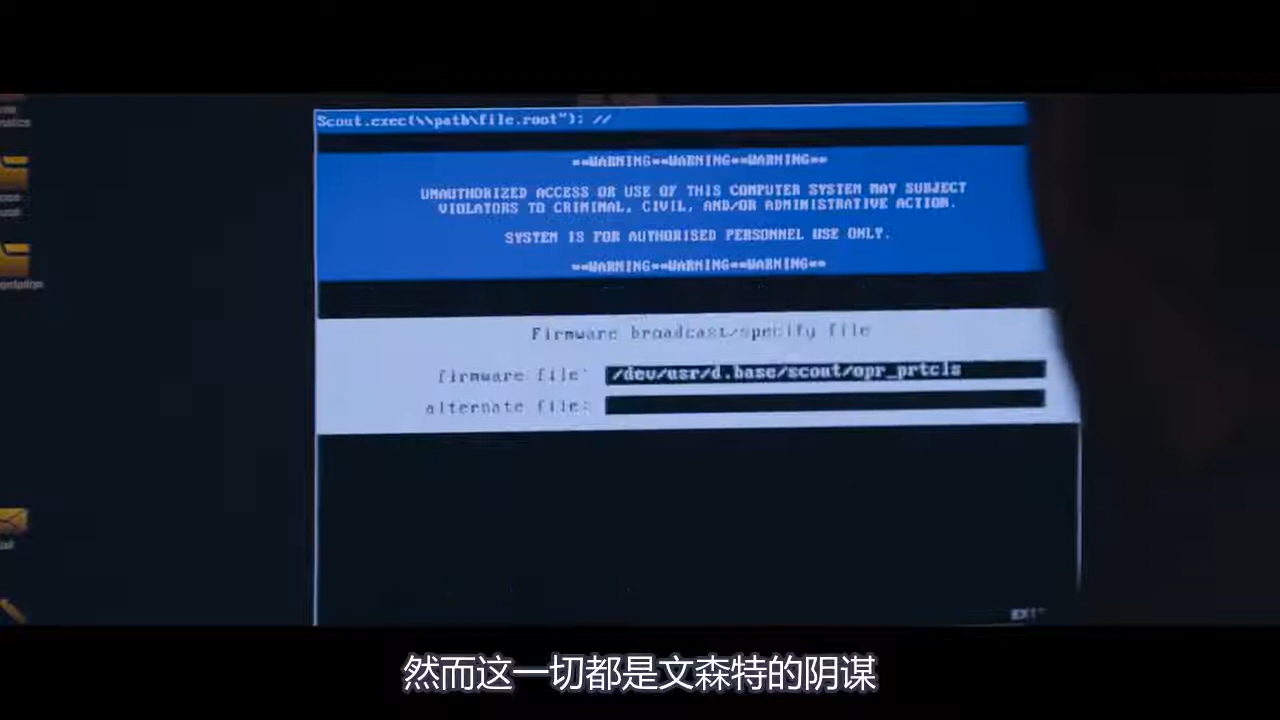 Scout.exec(\\path\file.root"); //
==WARNING==WARNING==WARNING==
UNAUTHORIZED ACCESS OR USE OF THIS COMPUTER SYSTEM MAY SUBJECT
VIOLATORS TO CRIMINAL, CIVIL, AND/OR ADMINISTRATIVE ACTION.
SYSTEM IS FOR AUTHORISED PERSONNEL USE ONLY.
==WARNING==WARNING==WARNING==
Firmware broadcast/specify file
firmware file: /dev/usr/d.base/scout/opr_prtcls
alternate file:
然而这一切都是文森特的阴谋